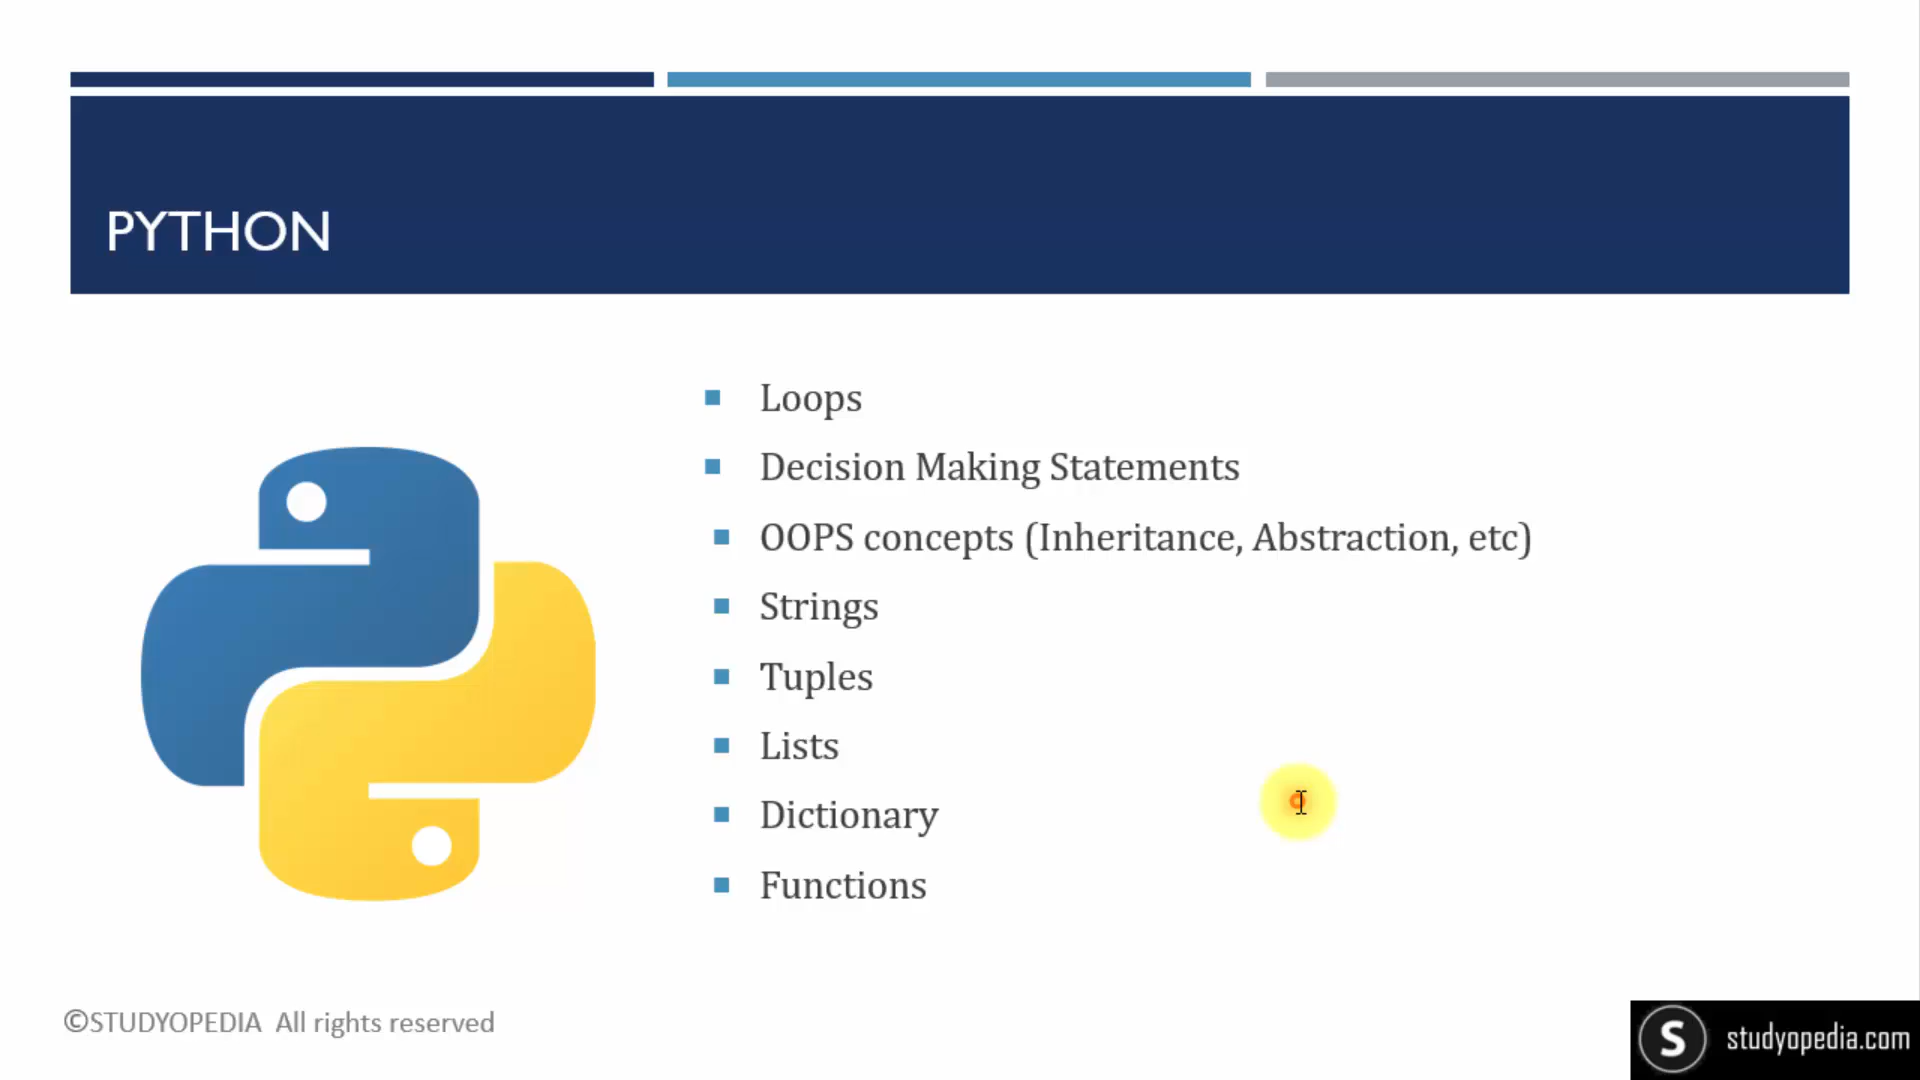 PYTHON
Loops
Decision Making Statements
OOPS concepts (Inheritance, Abstraction, etc)
Strings
Tuples
Lists
Dictionary
Functions
©STUDYOPEDIA All rights reserved
S studyopedia.com